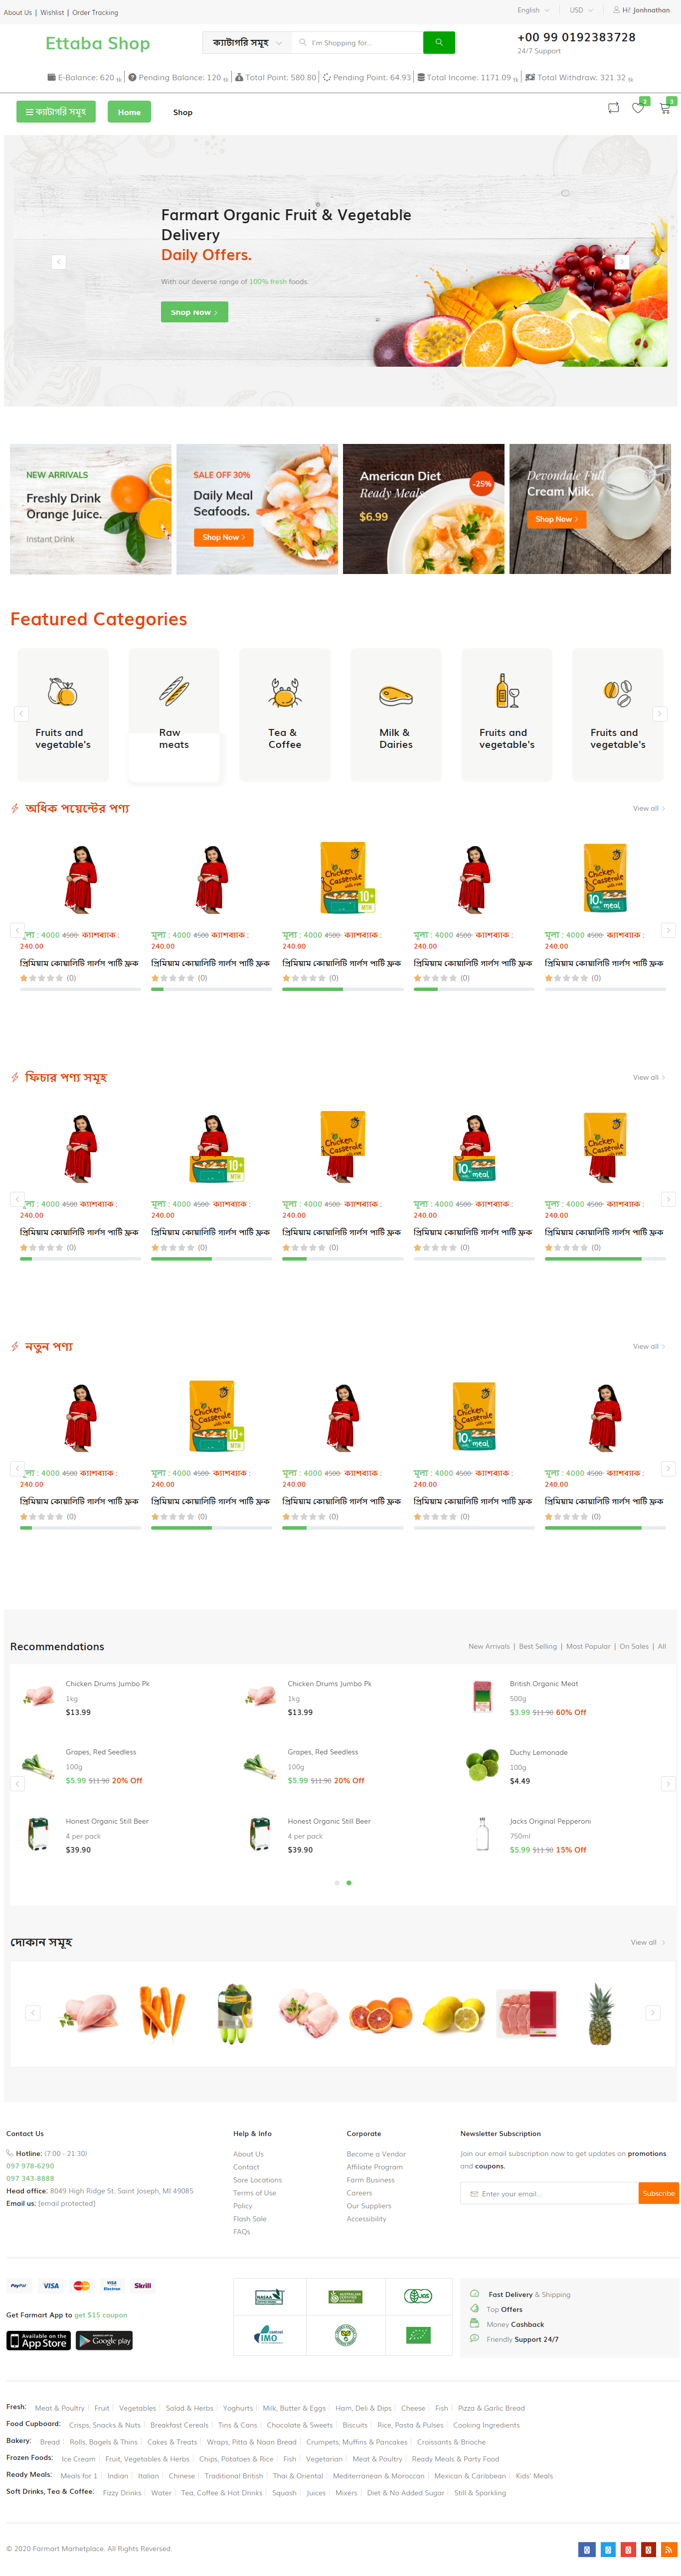 About Us | Wishlist | Order Tracking
English USD Hi! Jonhnathan
Ettaba Shop
ক্যাটাগরি সমূহ I'm Shopping for...
+00 99 0192383728
24/7 Support
E-Balance: 620 tk Pending Balance: 120 tk Total Point: 580.80 Pending Point: 64.93 Total Income: 1171.09 tk Total Withdraw: 321.32 tk
ক্যাটাগরি সমূহ Home Shop
Farmart Organic Fruit & Vegetable
Delivery
Daily Offers.
With our deverse range of 100% fresh foods
Shop Now
NEW ARRIVALS
Freshly Drink
Orange Juice.
Instant Drink
SALE OFF 30%
Daily Meal
Seafoods.
Shop Now
American Diet
Ready Meals
$6.99
-25%
Devondale Full
Cream Milk.
Shop Now
Featured Categories
Fruits and vegetable's
Raw meats
Tea & Coffee
Milk & Dairies
Fruits and vegetable's
Fruits and vegetable's
অধিক পয়েন্টের পণ্য View all
মূল্য : 4000 4500 ক্যাশব্যাক : 240.00
প্রিমিয়াম কোয়ালিটি গার্লস পার্টি ফ্রক
(0)
মূল্য : 4000 4500 ক্যাশব্যাক : 240.00
প্রিমিয়াম কোয়ালিটি গার্লস পার্টি ফ্রক
(0)
মূল্য : 4000 4500 ক্যাশব্যাক : 240.00
প্রিমিয়াম কোয়ালিটি গার্লস পার্টি ফ্রক
(0)
মূল্য : 4000 4500 ক্যাশব্যাক : 240.00
প্রিমিয়াম কোয়ালিটি গার্লস পার্টি ফ্রক
(0)
মূল্য : 4000 4500 ক্যাশব্যাক : 240.00
প্রিমিয়াম কোয়ালিটি গার্লস পার্টি ফ্রক
(0)
ফিচার পণ্য সমূহ View all
মূল্য : 4000 4500 ক্যাশব্যাক : 240.00
প্রিমিয়াম কোয়ালিটি গার্লস পার্টি ফ্রক
(0)
মূল্য : 4000 4500 ক্যাশব্যাক : 240.00
প্রিমিয়াম কোয়ালিটি গার্লস পার্টি ফ্রক
(0)
মূল্য : 4000 4500 ক্যাশব্যাক : 240.00
প্রিমিয়াম কোয়ালিটি গার্লস পার্টি ফ্রক
(0)
মূল্য : 4000 4500 ক্যাশব্যাক : 240.00
প্রিমিয়াম কোয়ালিটি গার্লস পার্টি ফ্রক
(0)
মূল্য : 4000 4500 ক্যাশব্যাক : 240.00
প্রিমিয়াম কোয়ালিটি গার্লস পার্টি ফ্রক
(0)
নতুন পণ্য View all
মূল্য : 4000 4500 ক্যাশব্যাক : 240.00
প্রিমিয়াম কোয়ালিটি গার্লস পার্টি ফ্রক
(0)
মূল্য : 4000 4500 ক্যাশব্যাক : 240.00
প্রিমিয়াম কোয়ালিটি গার্লস পার্টি ফ্রক
(0)
মূল্য : 4000 4500 ক্যাশব্যাক : 240.00
প্রিমিয়াম কোয়ালিটি গার্লস পার্টি ফ্রক
(0)
মূল্য : 4000 4500 ক্যাশব্যাক : 240.00
প্রিমিয়াম কোয়ালিটি গার্লস পার্টি ফ্রক
(0)
মূল্য : 4000 4500 ক্যাশব্যাক : 240.00
প্রিমিয়াম কোয়ালিটি গার্লস পার্টি ফ্রক
(0)
Recommendations New Arrivals | Best Selling | Most Popular | On Sales | All
Chicken Drums Jumbo Pk
1kg
$13.99
Chicken Drums Jumbo Pk
1kg
$13.99
British Organic Meat
500g
$3.99 $11.90 60% Off
Grapes, Red Seedless
100g
$5.99 $11.90 20% Off
Grapes, Red Seedless
100g
$5.99 $11.90 20% Off
Duchy Lemonade
100g
$4.49
Honest Organic Still Beer
4 per pack
$39.90
Honest Organic Still Beer
4 per pack
$39.90
Jacks Original Pepperoni
750ml
$5.99 $11.90 15% Off
দোকান সমূহ View all
Contact Us
Hotline: (7:00 - 21:30)
097 978-6290
097 343-8888
Head office: 8049 High Ridge St. Saint Joseph, MI 49085
Email us: [email protected]
Help & Info
About Us
Contact
Sore Locations
Terms of Use
Policy
Flash Sale
FAQs
Corporate
Become a Vendor
Affiliate Program
Farm Business
Careers
Our Suppliers
Accessibility
Newsletter Subscription
Join our email subscription now to get updates on promotions
and coupons.
Enter your email... Subscribe
PayPal VISA MasterCard VISA Electron Skrill
Get Farmart App to get $15 coupon
Available on the App Store Google play
Fast Delivery & Shipping
Top Offers
Money Cashback
Friendly Support 24/7
Fresh: Meat & Poultry Fruit Vegetables Salad & Herbs Yoghurts Milk, Butter & Eggs Ham, Deli & Dips Cheese Fish Pizza & Garlic Bread
Food Cupboard: Crisps, Snacks & Nuts Breakfast Cereals Tins & Cans Chocolate & Sweets Biscuits Rice, Pasta & Pulses Cooking Ingredients
Bakery: Bread Rolls, Bagels & Thins Cakes & Treats Wraps, Pitta & Naan Bread Crumpets, Muffins & Pancakes Croissants & Brioche
Frozen Foods: Ice Cream Fruit, Vegetables & Herbs Chips, Potatoes & Rice Fish Vegetarian Meat & Poultry Ready Meals & Party Food
Ready Meals: Meals for 1 Indian Italian Chinese Traditional British Thai & Oriental Mediterranean & Moroccan Mexican & Caribbean Kids' Meals
Soft Drinks, Tea & Coffee: Fizzy Drinks Water Tea, Coffee & Hot Drinks Squash Juices Mixers Diet & No Added Sugar Still & Sparkling
© 2020 Farmart Marhetplace. All Rights Reversed.